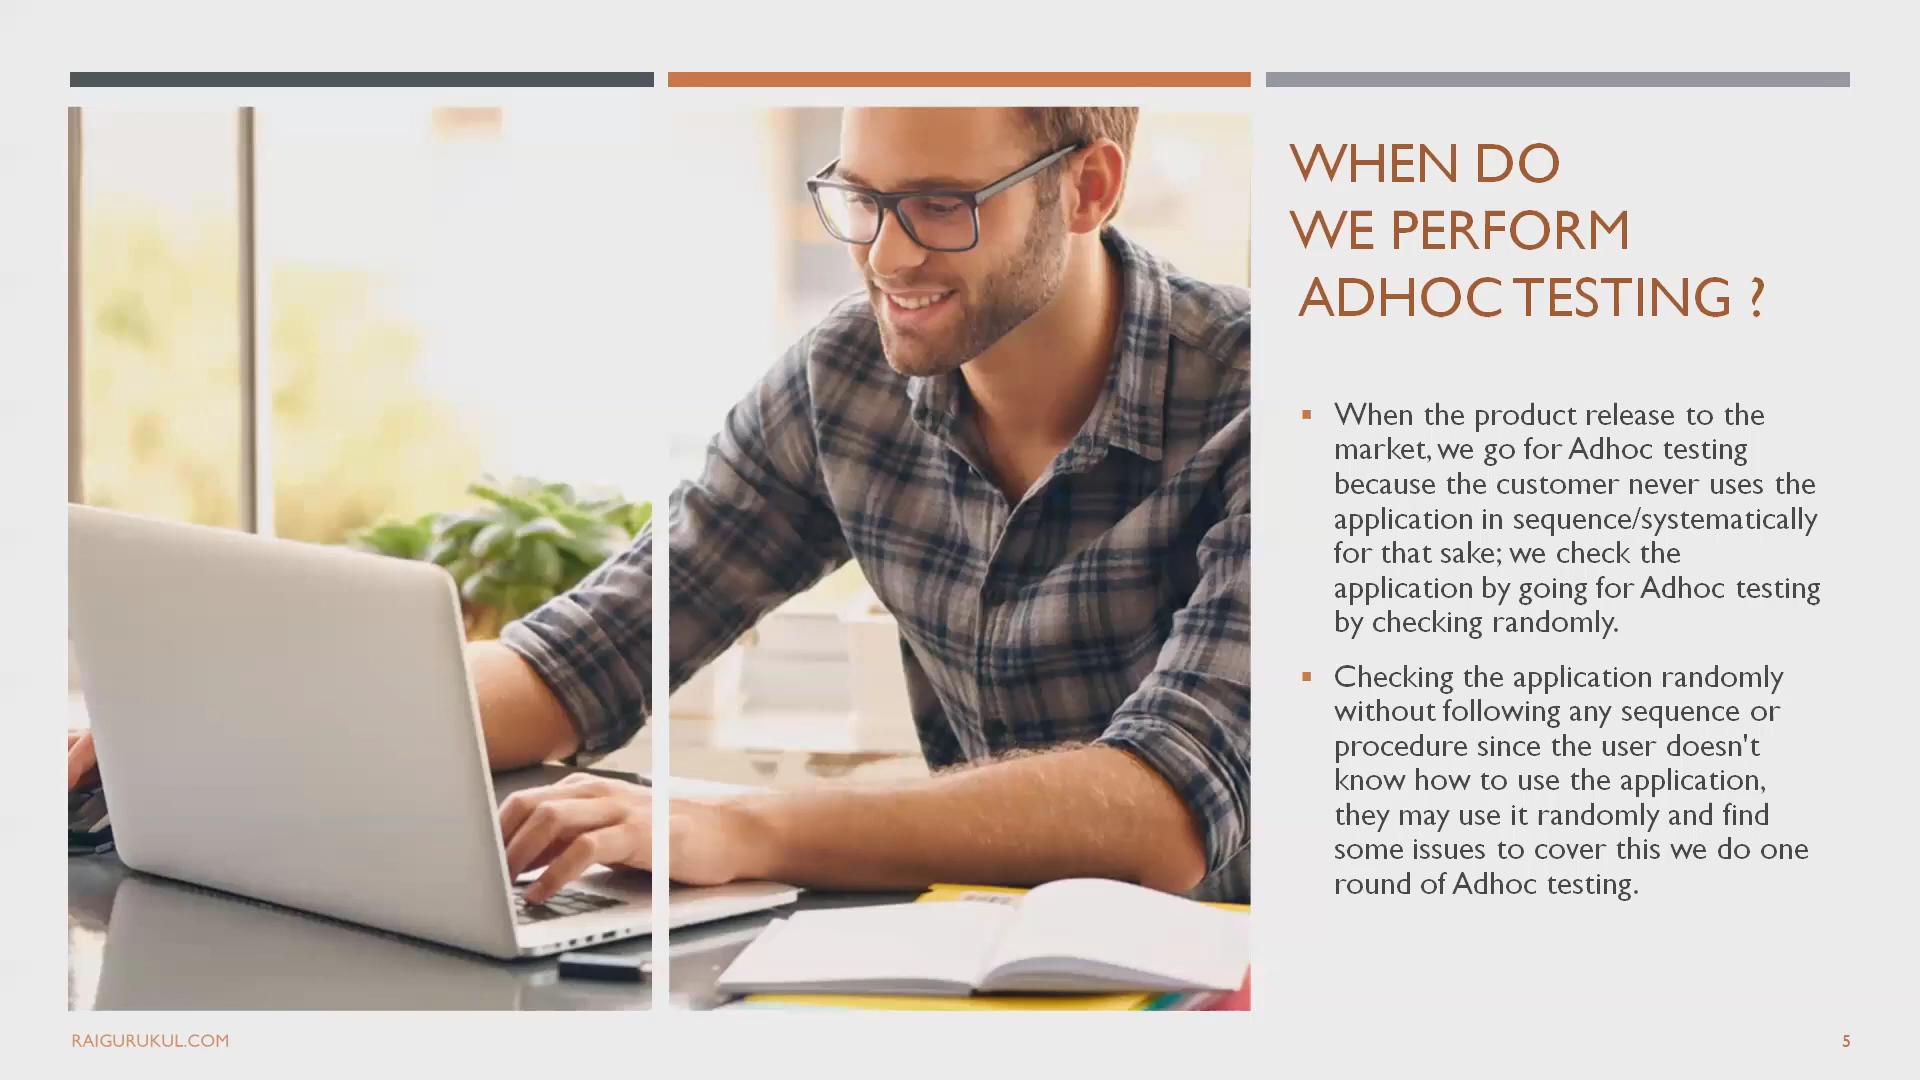 WHEN DO
WE PERFORM
ADHOC TESTING ?
▪ When the product release to the
market, we go for Adhoc testing
because the customer never uses the
application in sequence/systematically
for that sake; we check the
application by going for Adhoc testing
by checking randomly.
▪ Checking the application randomly
without following any sequence or
procedure since the user doesn't
know how to use the application,
they may use it randomly and find
some issues to cover this we do one
round of Adhoc testing.
RAIGURUKUL.COM
5